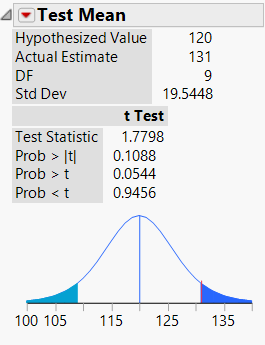 Test Mean
Hypothesized Value 120
Actual Estimate 131
DF 9
Std Dev 19.5448
t Test
Test Statistic 1.7798
Prob > |t| 0.1088
Prob > t 0.0544
Prob < t 0.9456
100 105 115 125 135